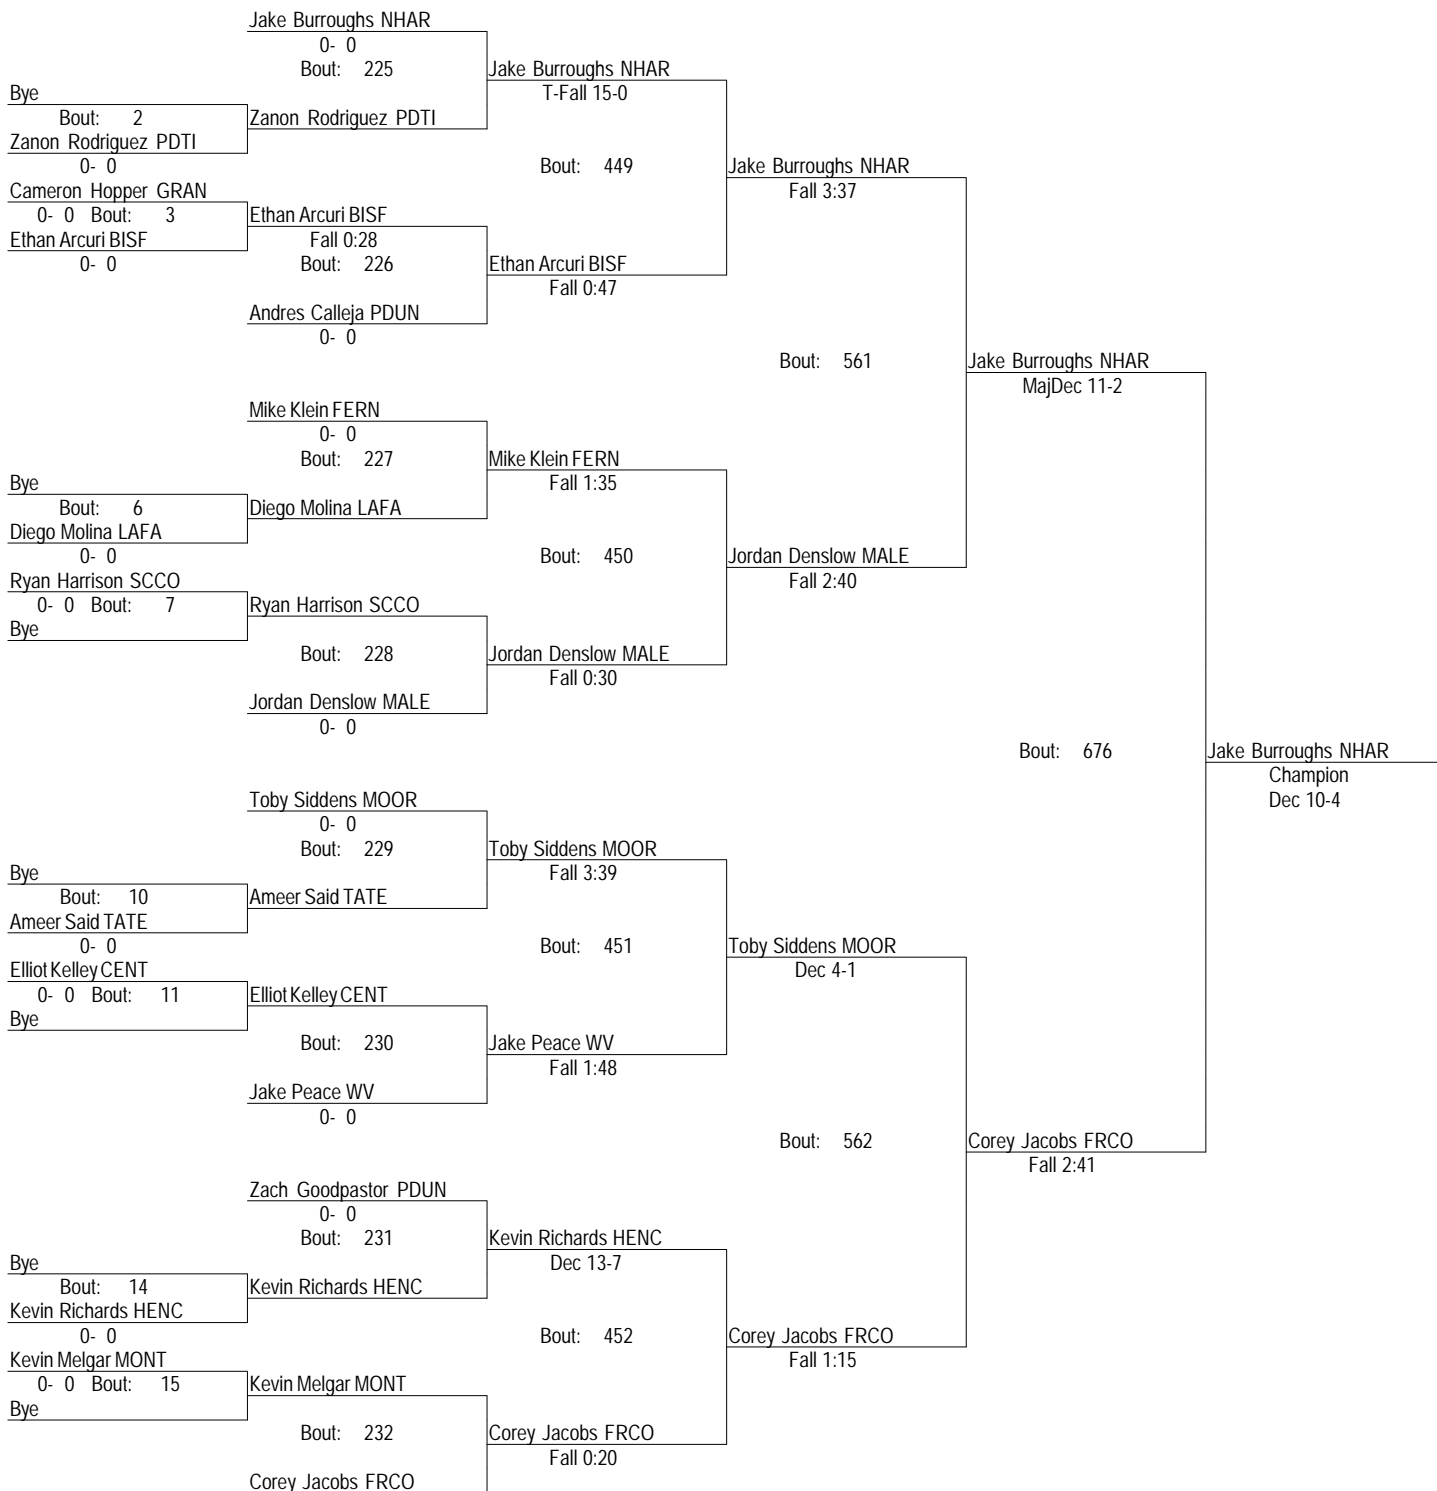 Jake Burroughs NHAR
0- 0
Bout: 225
Jake Burroughs NHAR
T-Fall 15-0
Bye
Bout: 2
Zanon Rodriguez PDTI
Zanon Rodriguez PDTI
0- 0
Bout: 449
Jake Burroughs NHAR
Fall 3:37
Cameron Hopper GRAN
0- 0 Bout: 3
Ethan Arcuri BISF
Ethan Arcuri BISF
0- 0
Fall 0:28
Bout: 226
Ethan Arcuri BISF
Fall 0:47
Andres Calleja PDUN
0- 0
Bout: 561
Jake Burroughs NHAR
MajDec 11-2
Mike Klein FERN
0- 0
Bout: 227
Mike Klein FERN
Fall 1:35
Bye
Bout: 6
Diego Molina LAFA
Diego Molina LAFA
0- 0
Bout: 450
Jordan Denslow MALE
Fall 2:40
Ryan Harrison SCCO
0- 0 Bout: 7
Bye
Ryan Harrison SCCO
Bout: 228
Jordan Denslow MALE
Fall 0:30
Jordan Denslow MALE
0- 0
Bout: 676
Jake Burroughs NHAR
Champion
Dec 10-4
Toby Siddens MOOR
0- 0
Bout: 229
Toby Siddens MOOR
Fall 3:39
Bye
Bout: 10
Ameer Said TATE
Ameer Said TATE
0- 0
Bout: 451
Toby Siddens MOOR
Dec 4-1
Elliot Kelley CENT
0- 0 Bout: 11
Bye
Elliot Kelley CENT
Bout: 230
Jake Peace WV
Fall 1:48
Jake Peace WV
0- 0
Bout: 562
Corey Jacobs FRCO
Fall 2:41
Zach Goodpastor PDUN
0- 0
Bout: 231
Kevin Richards HENC
Dec 13-7
Bye
Bout: 14
Kevin Richards HENC
Kevin Richards HENC
0- 0
Bout: 452
Corey Jacobs FRCO
Fall 1:15
Kevin Melgar MONT
0- 0 Bout: 15
Bye
Kevin Melgar MONT
Bout: 232
Corey Jacobs FRCO
Fall 0:20
Corey Jacobs FRCO